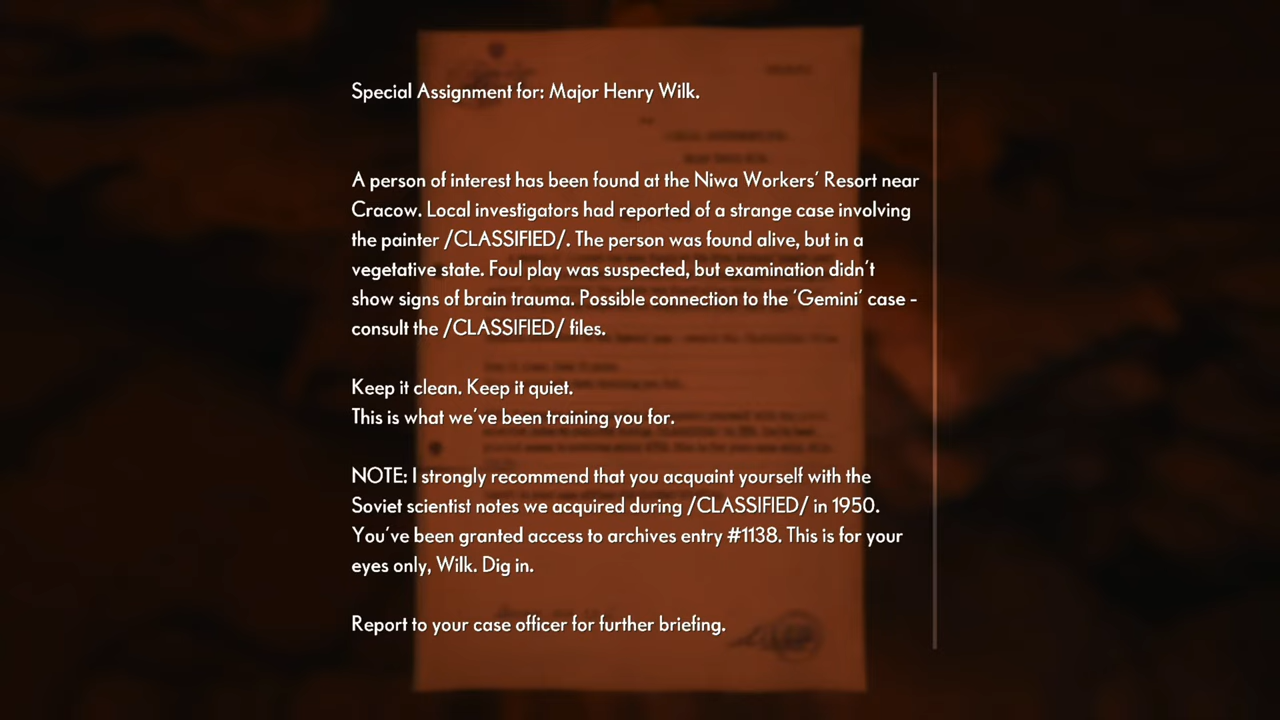 Special Assignment for: Major Henry Wilk.
A person of interest has been found at the Niwa Workers' Resort near
Cracow. Local investigators had reported of a strange case involving
the painter /CLASSIFIED/. The person was found alive, but in a
vegetative state. Foul play was suspected, but examination didn't
show signs of brain trauma. Possible connection to the 'Gemini' case -
consult the /CLASSIFIED/ files.
Keep it clean. Keep it quiet.
This is what we've been training you for.
NOTE: I strongly recommend that you acquaint yourself with the
Soviet scientist notes we acquired during /CLASSIFIED/ in 1950.
You've been granted access to archives entry #1138. This is for your
eyes only, Wilk. Dig in.
Report to your case officer for further briefing.